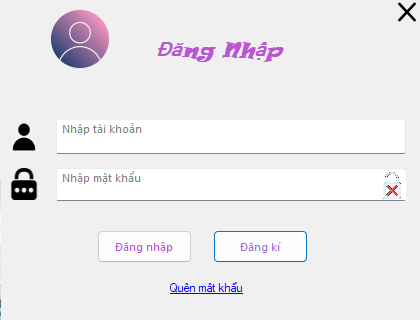 Đăng Nhập
Nhập tài khoản
Nhập mật khẩu
Đăng nhập
Đăng kí
Quên mật khẩu